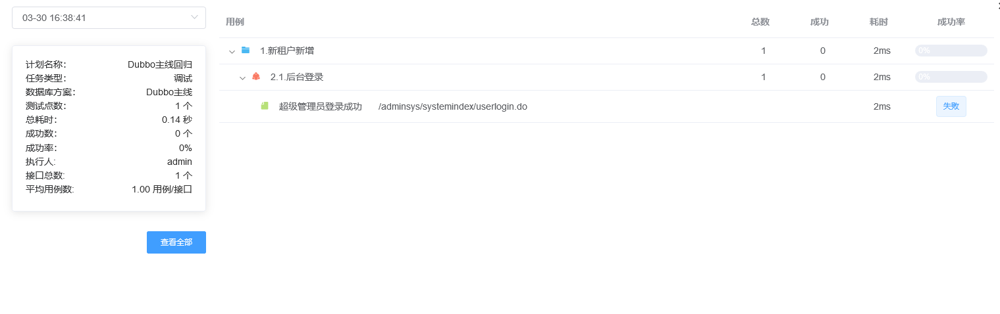 03-30 16:38:41
计划名称: Dubbo主线回归
任务类型: 调试
数据库方案: Dubbo主线
测试点数: 1 个
总耗时: 0.14 秒
成功数: 0 个
成功率: 0%
执行人: admin
接口总数: 1 个
平均用例数: 1.00 用例/接口
查看全部
用例 总数 成功 耗时 成功率
1.新租户新增 1 0 2ms 0%
2.1.后台登录 1 0 2ms 0%
超级管理员登录成功 /adminsys/systemindex/userlogin.do 2ms 失败